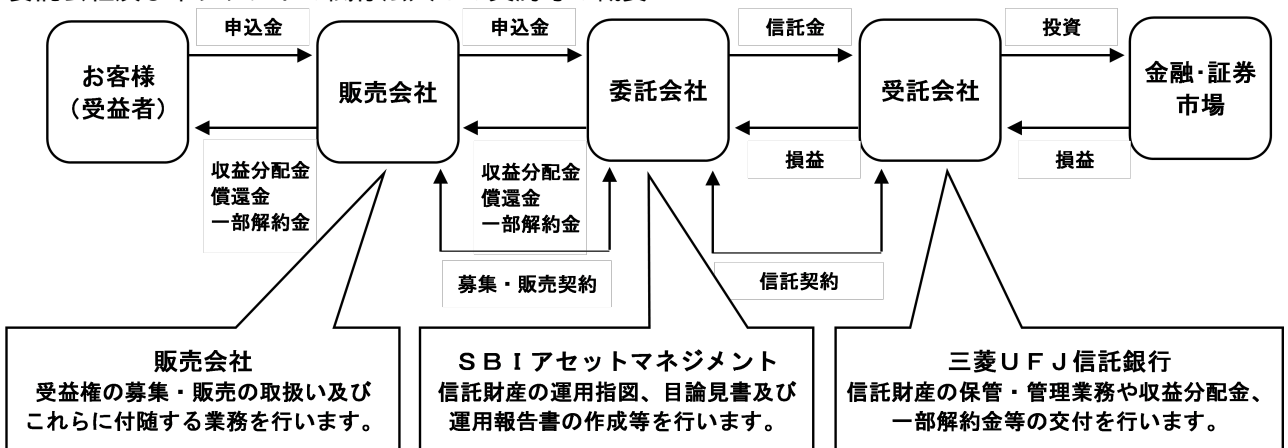 申込金
申込金
信託金
投資
お客様
(受益者)
販売会社
委託会社
受託会社
金融・証券
市場
収益分配金
償還金
一部解約金
収益分配金
償還金
一部解約金
損益
損益
募集・販売契約
信託契約
販売会社
受益権の募集・販売の取扱い及び
これらに付随する業務を行います。
SBIアセットマネジメント
信託財産の運用指図、目論見書及び
運用報告書の作成等を行います。
三菱UFJ信託銀行
信託財産の保管・管理業務や収益分配金、
一部解約金等の交付を行います。